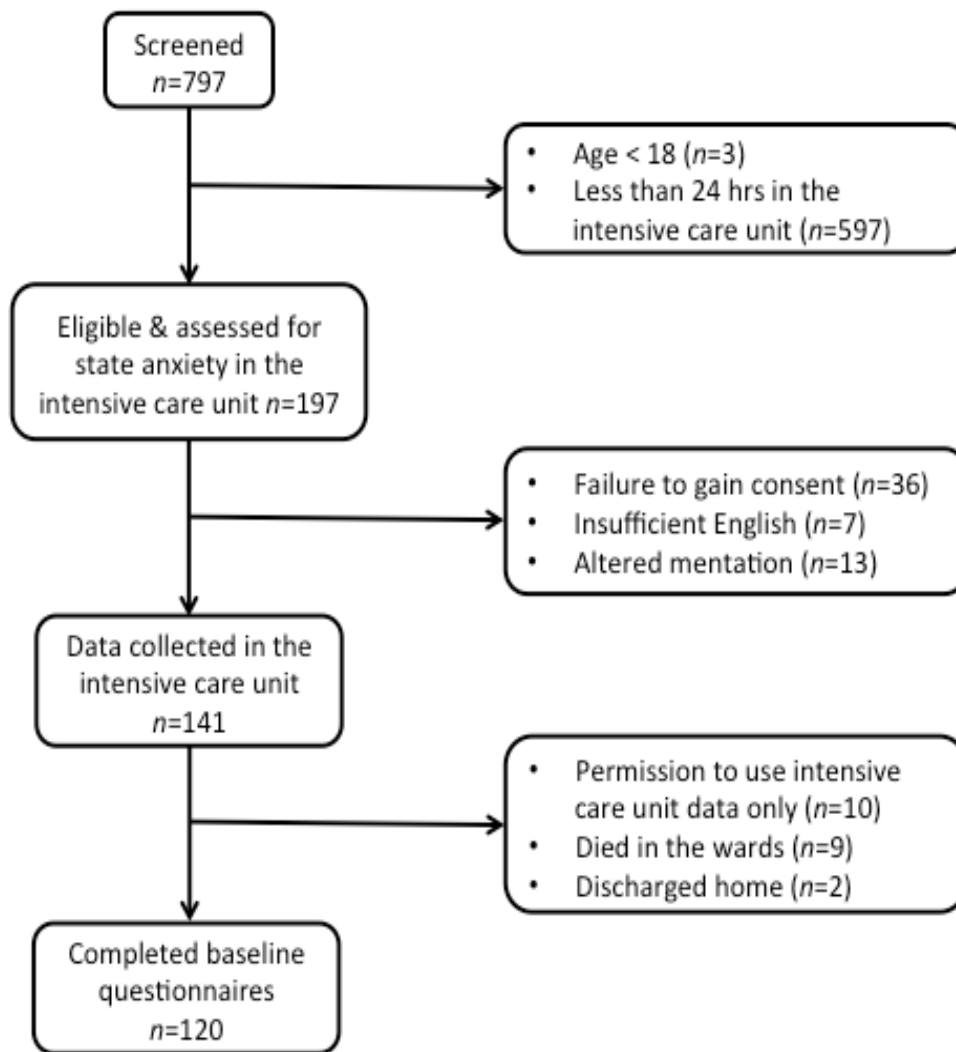 Screened
n=797
• Age < 18 (n=3)
• Less than 24 hrs in the
intensive care unit (n=597)
Eligible & assessed for
state anxiety in the
intensive care unit n=197
• Failure to gain consent (n=36)
• Insufficient English (n=7)
• Altered mentation (n=13)
Data collected in the
intensive care unit
n=141
• Permission to use intensive
care unit data only (n=10)
• Died in the wards (n=9)
• Discharged home (n=2)
Completed baseline
questionnaires
n=120